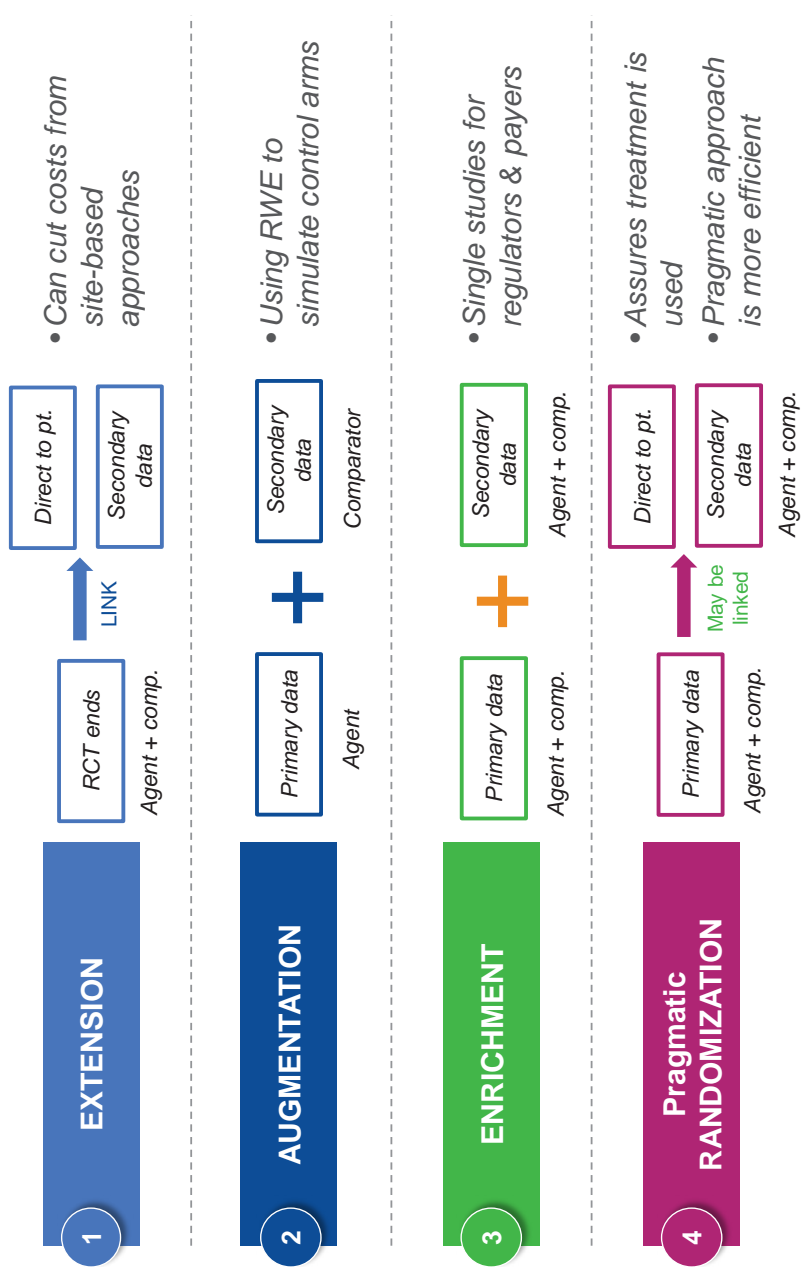 1
EXTENSION
RCT ends
Agent + comp.
LINK
Direct to pt.
Secondary
data
• Can cut costs from
site-based
approaches
2
AUGMENTATION
Primary data
Agent
+
Secondary
data
Comparator
• Using RWE to
simulate control arms
3
ENRICHMENT
Primary data
Agent + comp.
+
Secondary
data
Agent + comp.
• Single studies for
regulators & payers
4
Pragmatic
RANDOMIZATION
Primary data
Agent + comp.
May be
linked
Direct to pt.
Secondary
data
Agent + comp.
• Assures treatment is
used
• Pragmatic approach
is more efficient